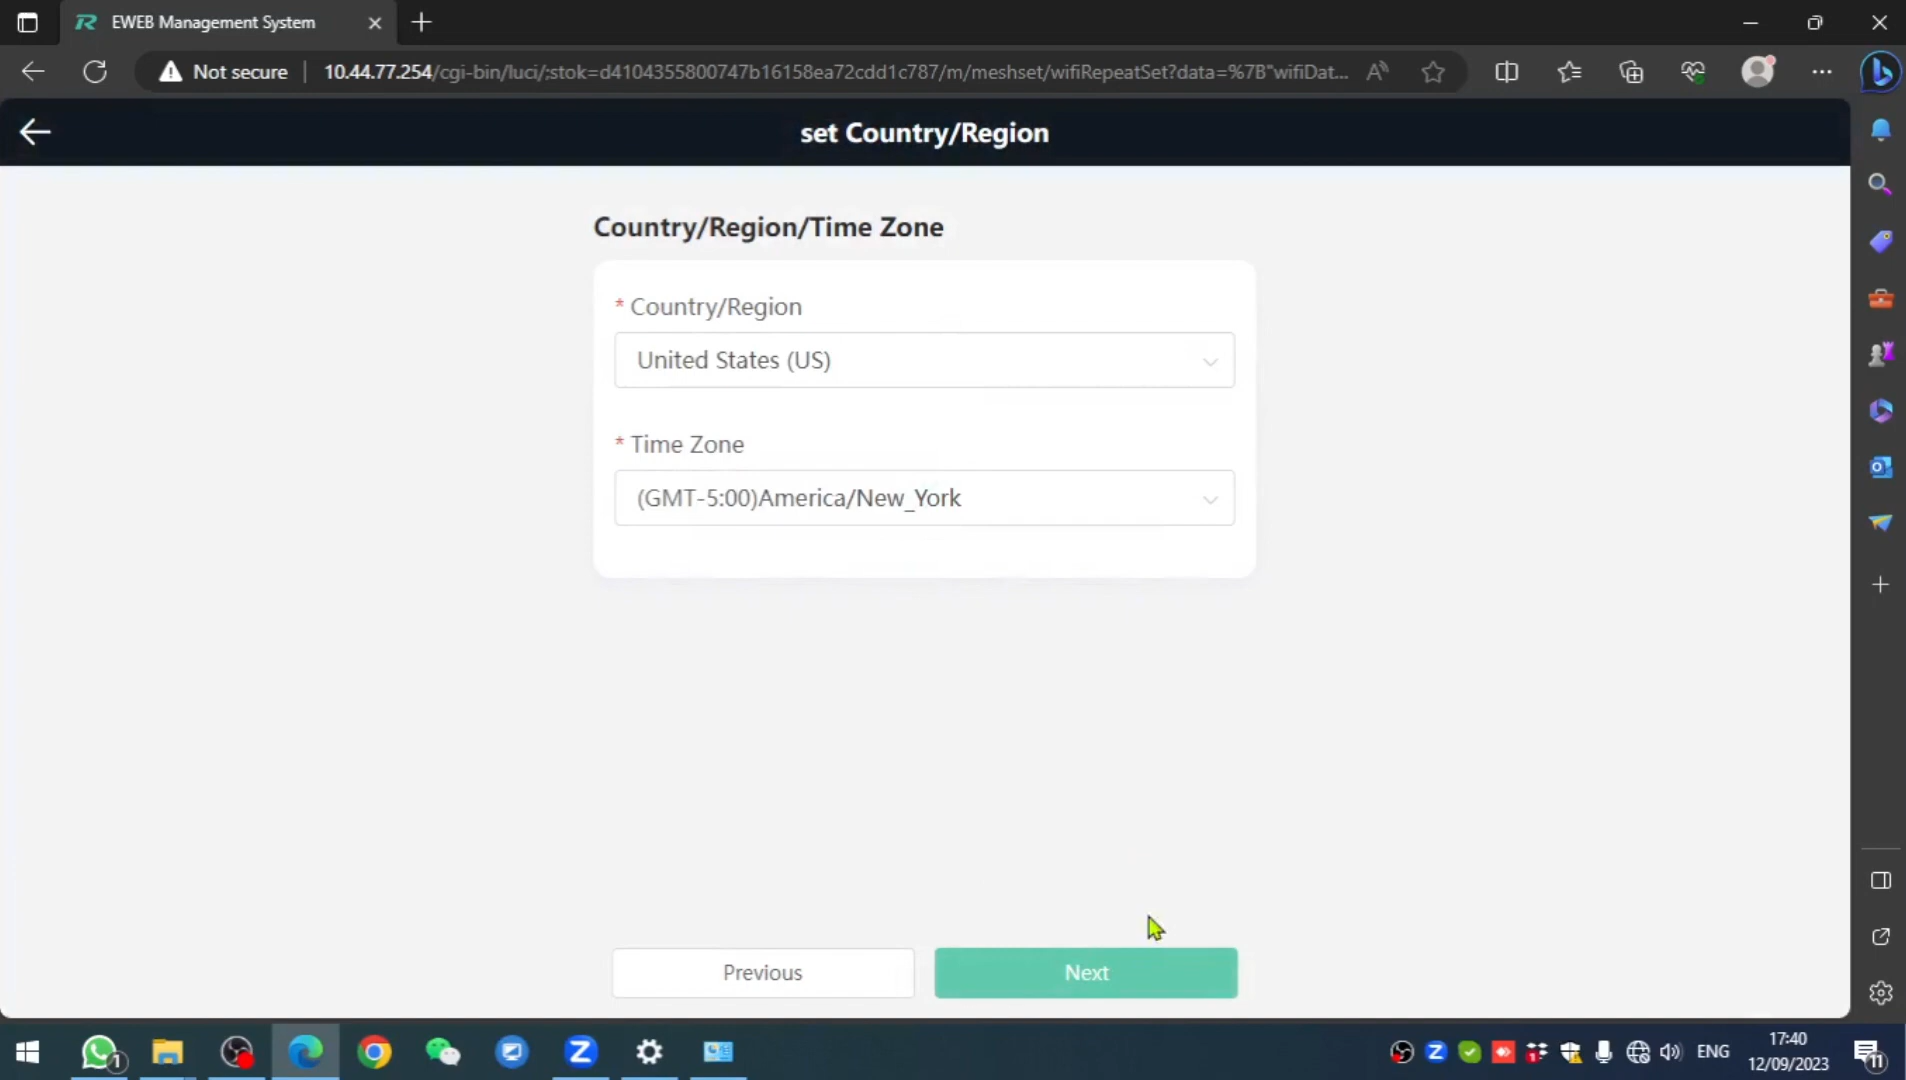 EWEB Management System
Not secure
10.44.77.254/cgi-bin/luci/;stok=d4104355800747b16158ea72cdd1c787/m/meshset/wifiRepeatSet?data=%7B"wifiDat...
set Country/Region
Country/Region/Time Zone
* Country/Region
United States (US)
* Time Zone
(GMT-5:00)America/New_York
Previous
Next
1
ENG
17:40
12/09/2023
11